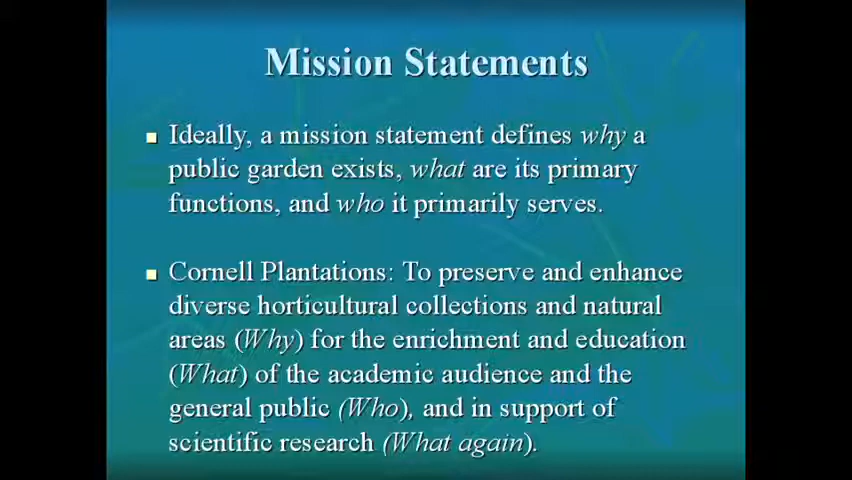 Mission Statements
Ideally, a mission statement defines why a
public garden exists, what are its primary
functions, and who it primarily serves.
Cornell Plantations: To preserve and enhance
diverse horticultural collections and natural
areas (Why) for the enrichment and education
(What) of the academic audience and the
general public (Who), and in support of
scientific research (What again).